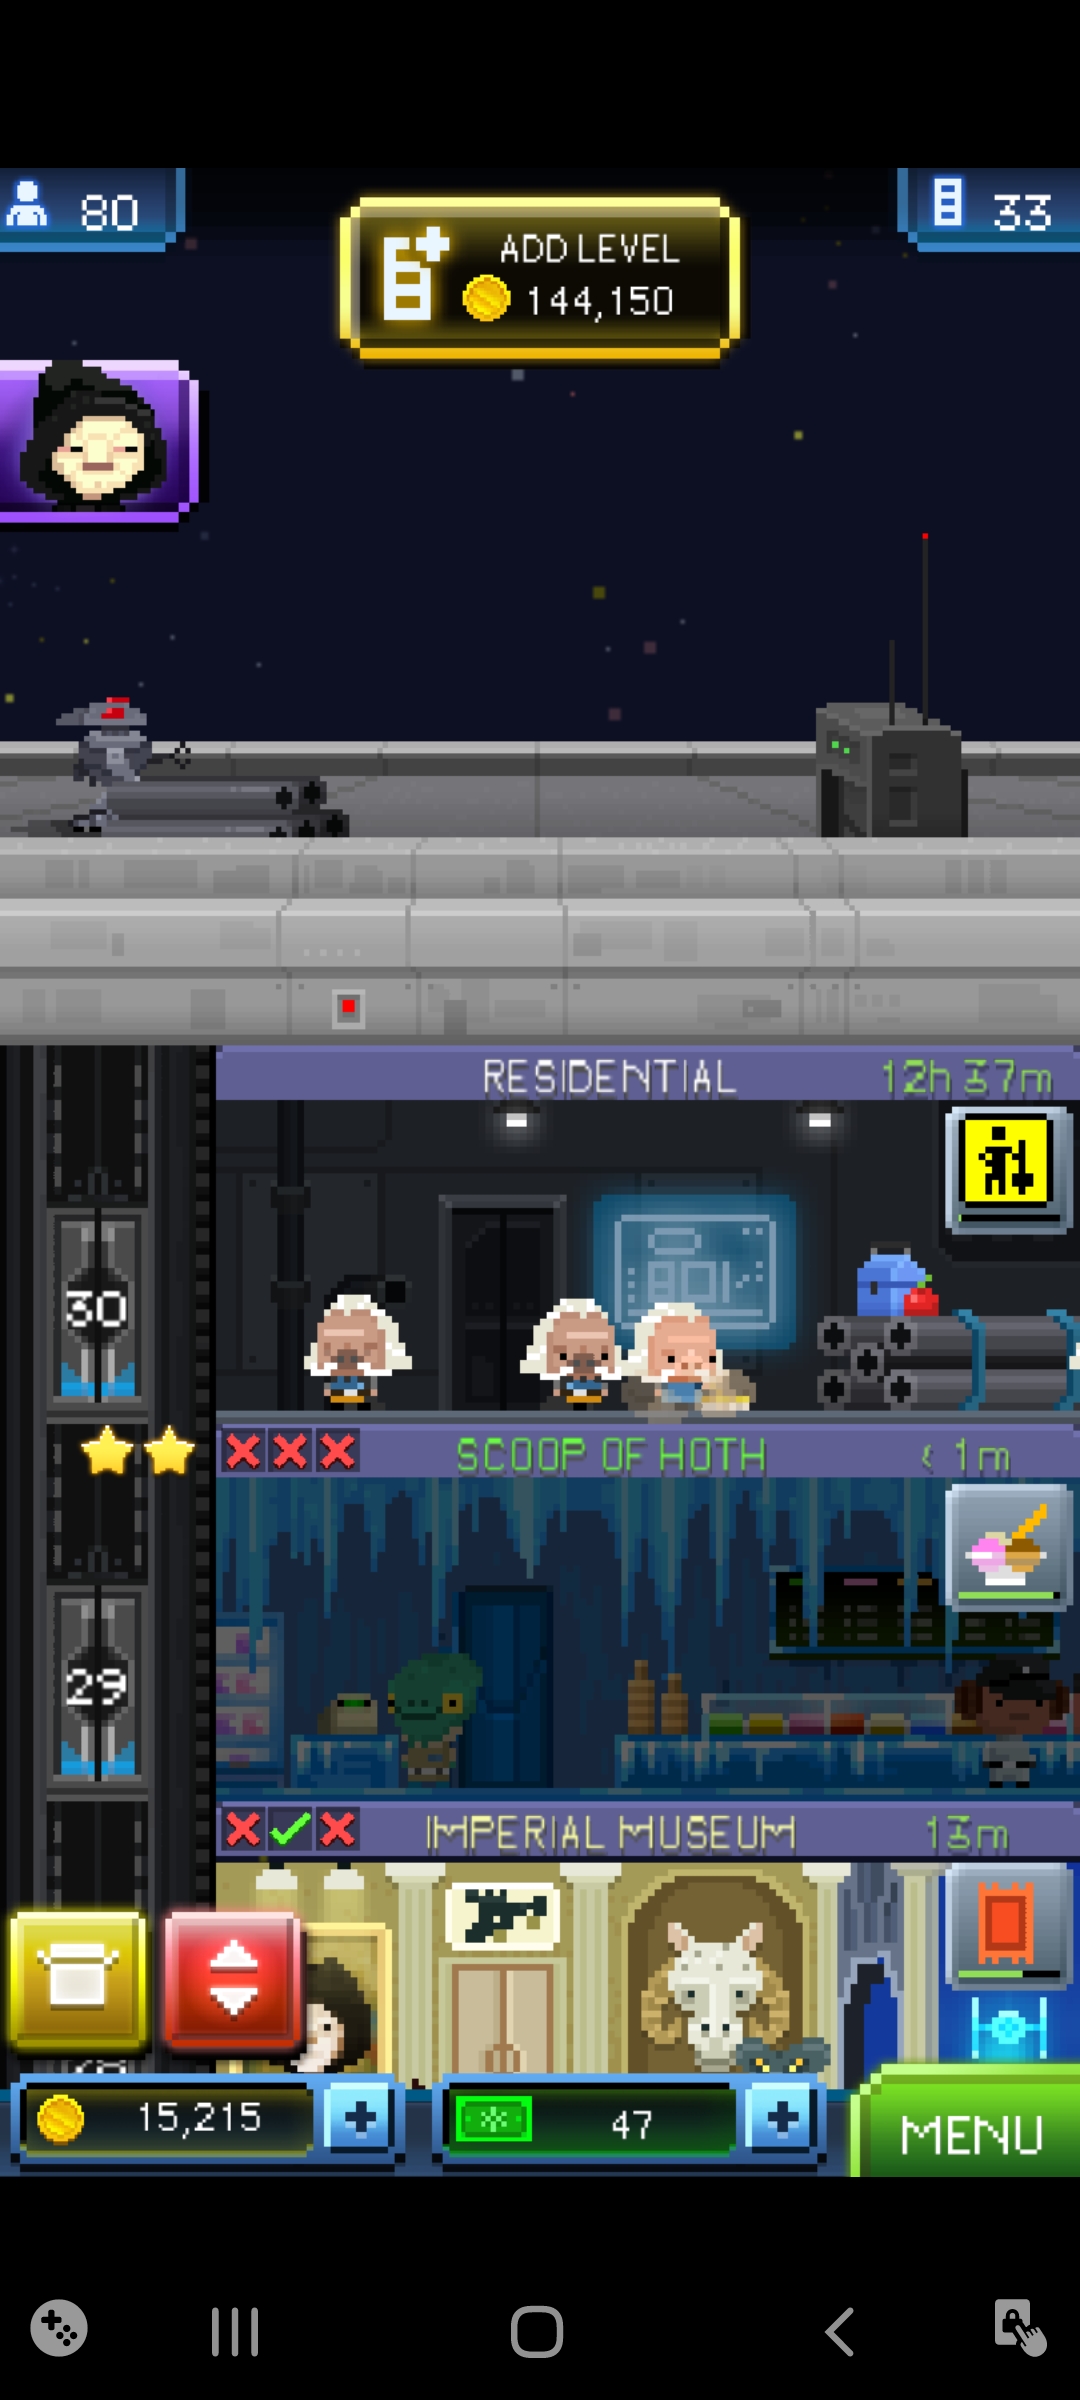 80
ADD LEVEL
144,150
33
RESIDENTIAL 12h 37m
30
SCOOP OF HOTH < 1m
29
IMPERIAL MUSEUM 13m
15,215
47
MENU